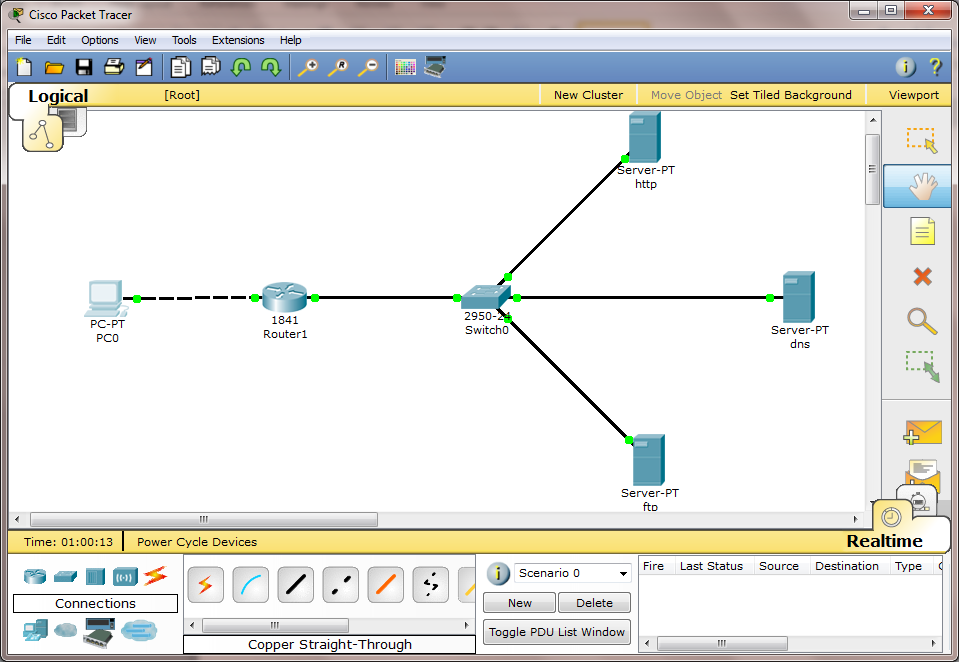 Cisco Packet Tracer
File Edit Options View Tools Extensions Help
R
i ?
Logical [Root] New Cluster Move Object Set Tiled Background Viewport
Server-PT
http
PC-PT
PC0
1841
Router1
2950-24
Switch0
Server-PT
dns
Server-PT
ftp
Time: 01:00:13 Power Cycle Devices
Realtime
Connections
Copper Straight-Through
i Scenario 0
New Delete
Toggle PDU List Window
Fire Last Status Source Destination Type